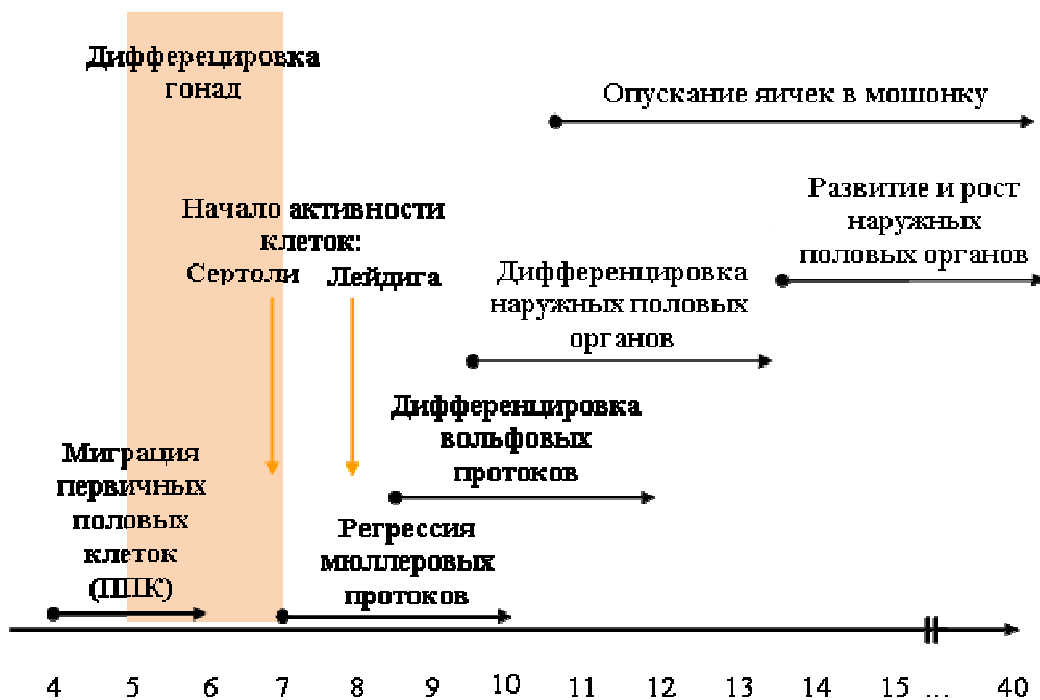 Дифферецировка
гонад
Опускание яичек в мошонку
Развитие и рост
наружных
половых органов
Начало активности
клеток:
Сертоли Лейдига
Дифференцировка
наружных половых
органов
Дифференцировка
вольфовых
протоков
Миграция
первичных
половых
клеток
(ППК)
Регрессия
мюллеровых
протоков
4 5 6 7 8 9 10 11 12 13 14 15 ... 40